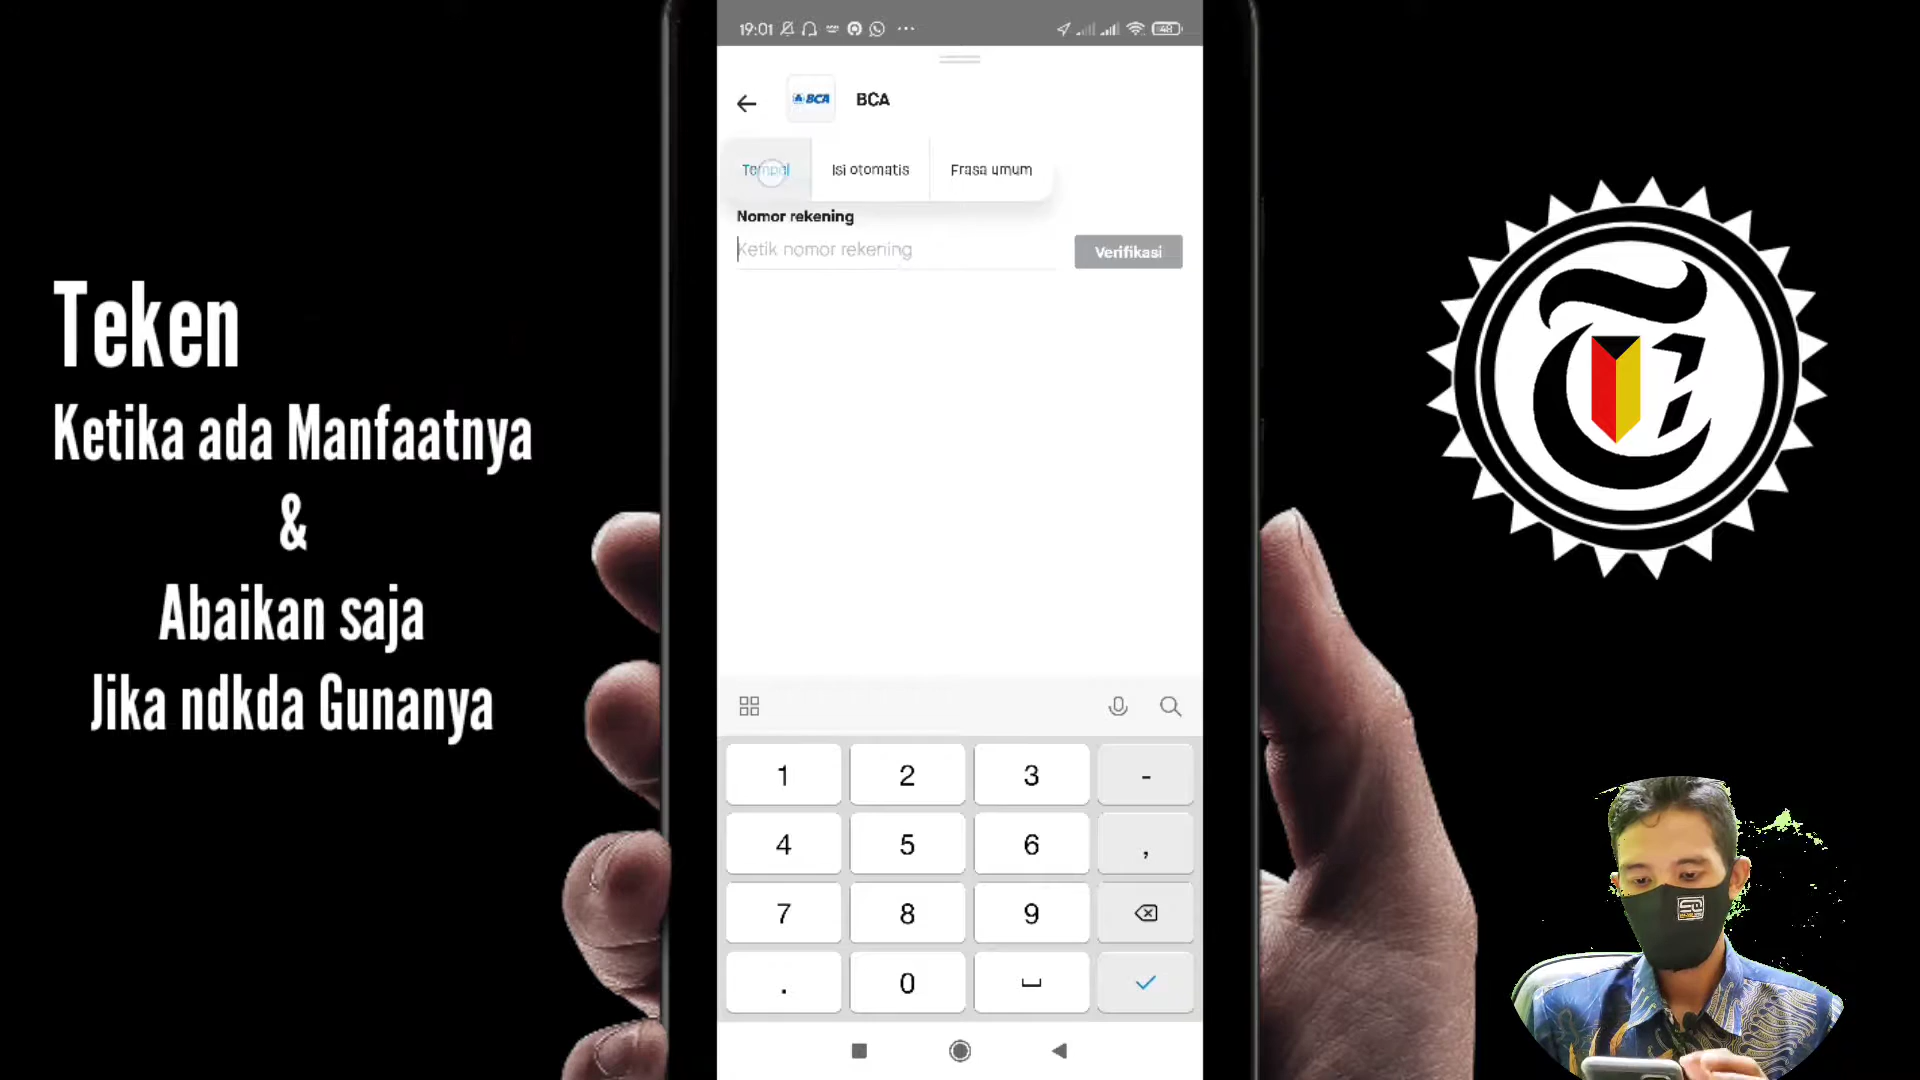 Teken
Ketika ada Manfaatnya
&
Abaikan saja
Jika ndkda Gunanya
19:01
48
BCA
BCA
Tempel
Isi otomatis
Frasa umum
Nomor rekening
Ketik nomor rekening
Verifikasi
1 2 3 -
4 5 6 ,
7 8 9
. 0